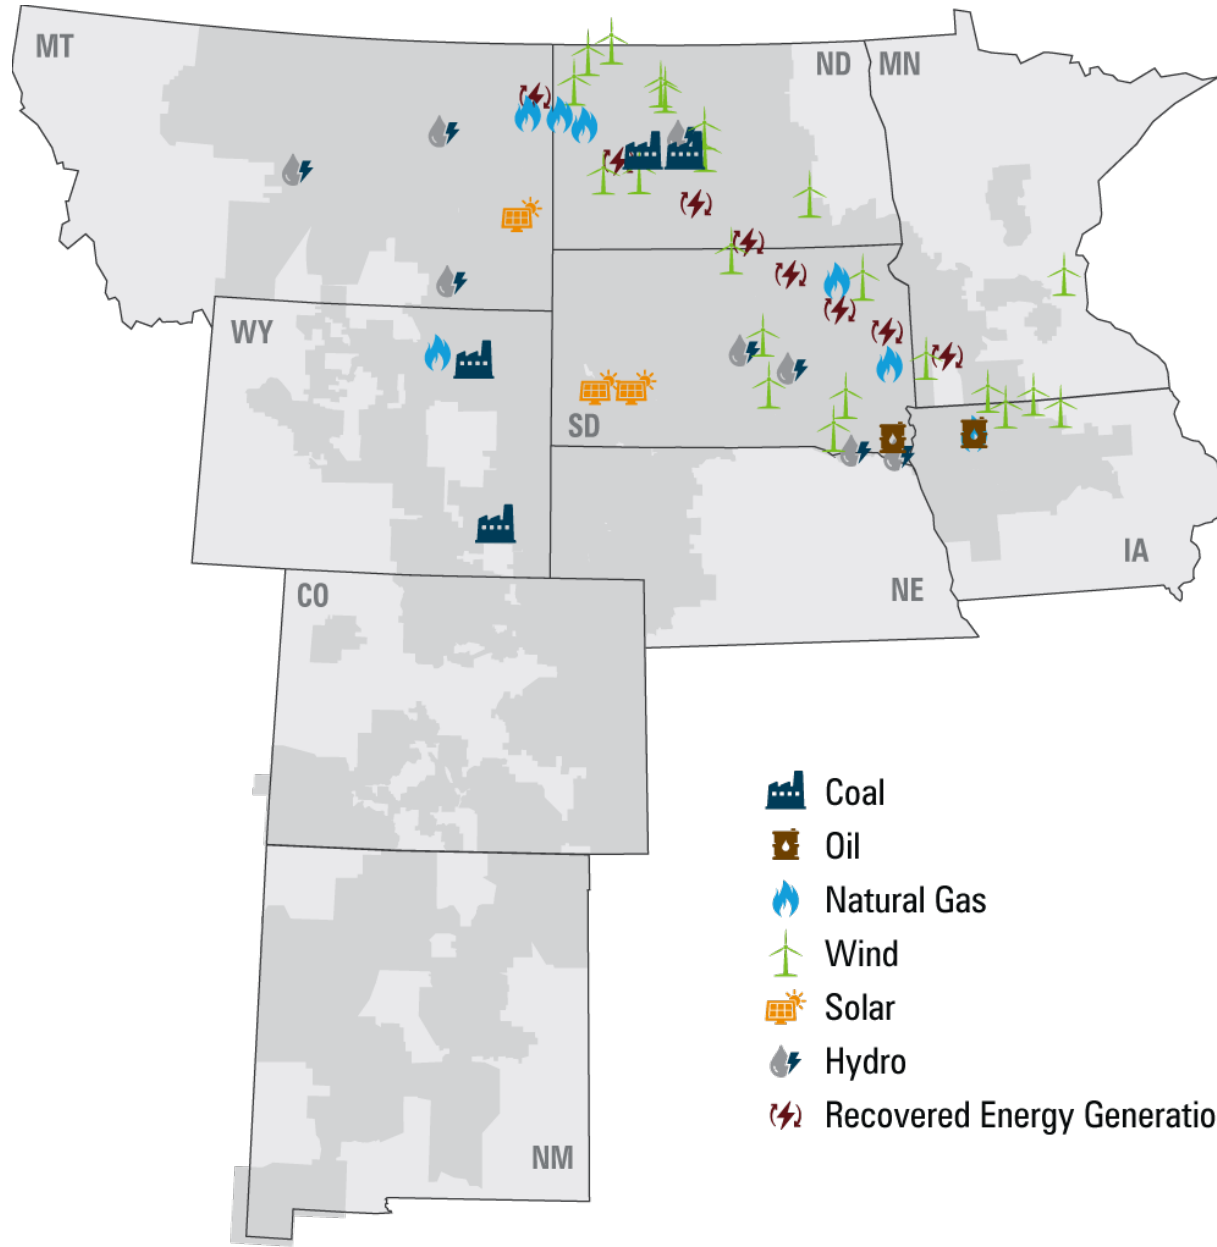 MT
ND
MN
WY
SD
IA
NE
CO
Coal
Oil
Natural Gas
Wind
Solar
Hydro
Recovered Energy Generatio
NM